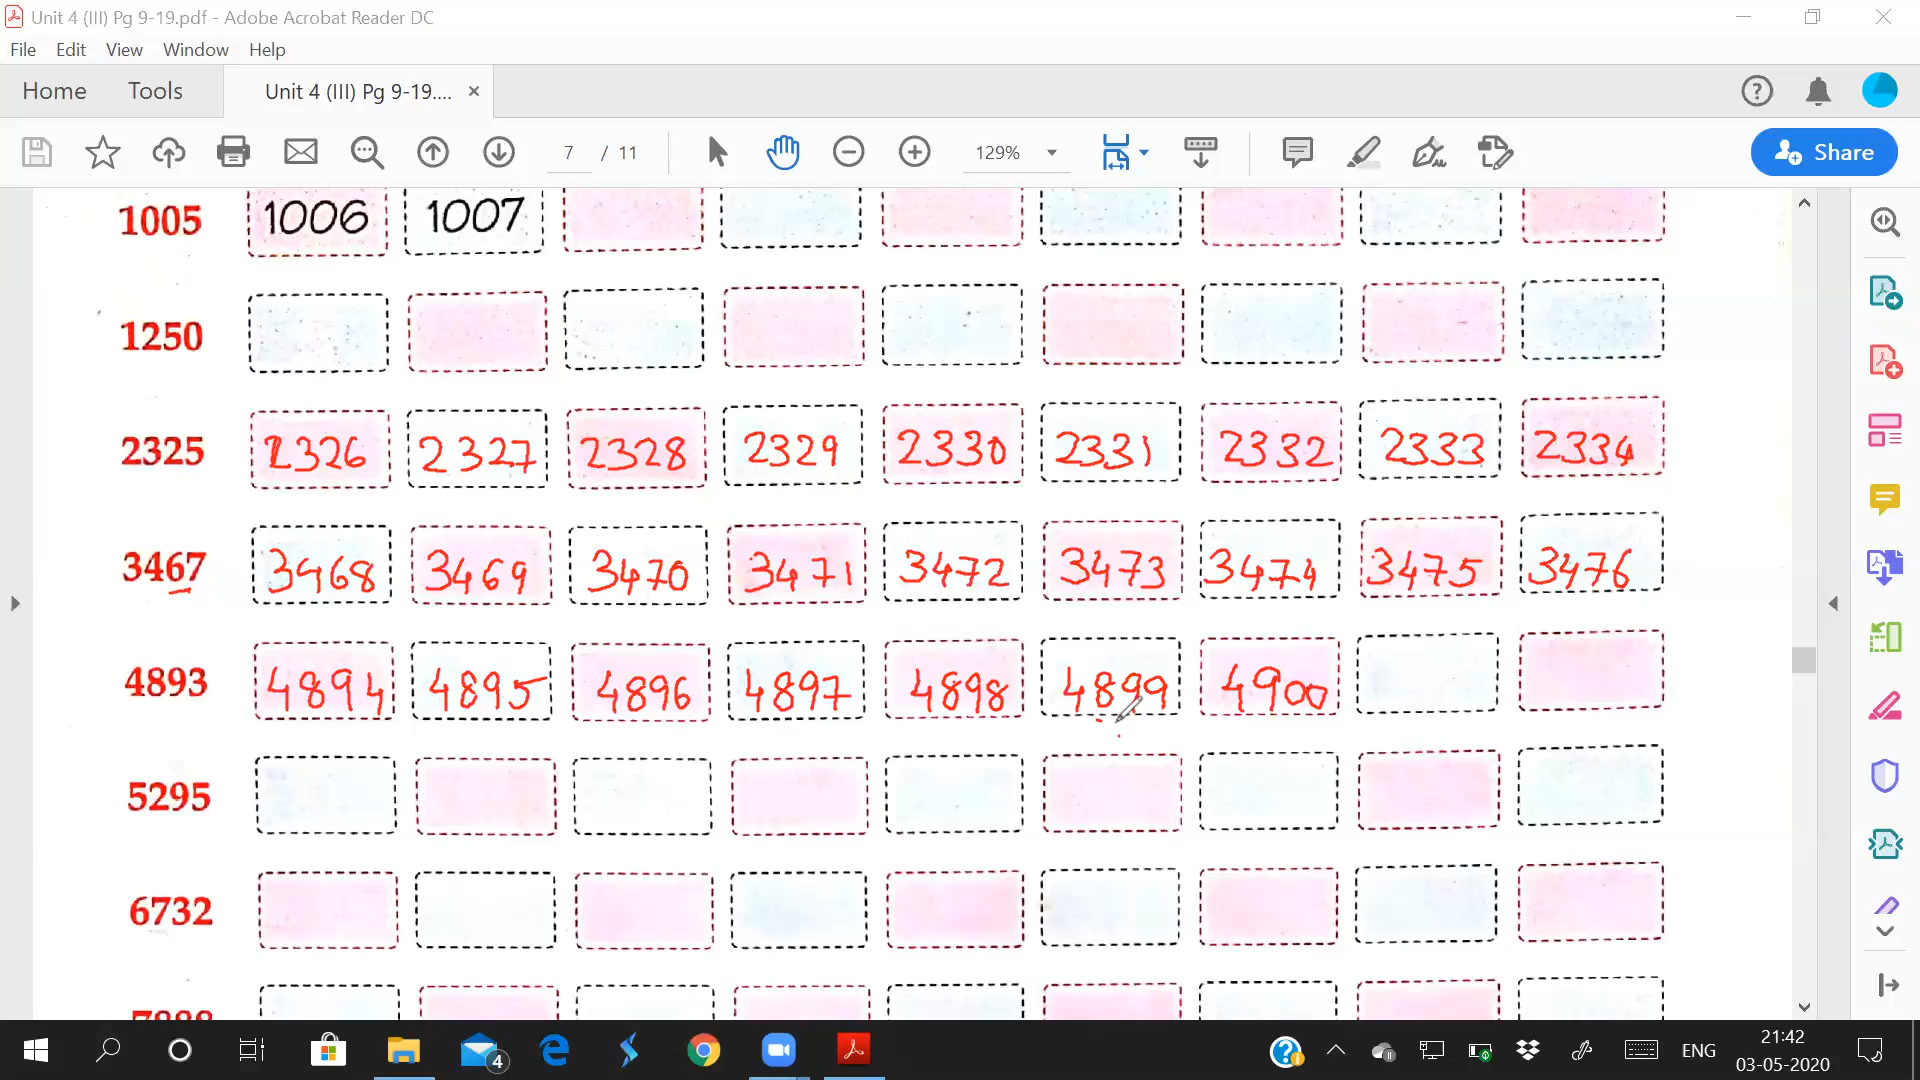 Unit 4 (III) Pg 9-19.pdf - Adobe Acrobat Reader DC
File Edit View Window Help
Home Tools Unit 4 (III) Pg 9-19.... ×
7 / 11 129% Share
1005 1006 1007
1250
2325 2326 2327 2328 2329 2330 2331 2332 2333 2334
3467 3468 3469 3470 3471 3472 3473 3474 3475 3476
4893 4894 4895 4896 4897 4898 4899 4900
5295
6732
4 ENG 21:42
03-05-2020